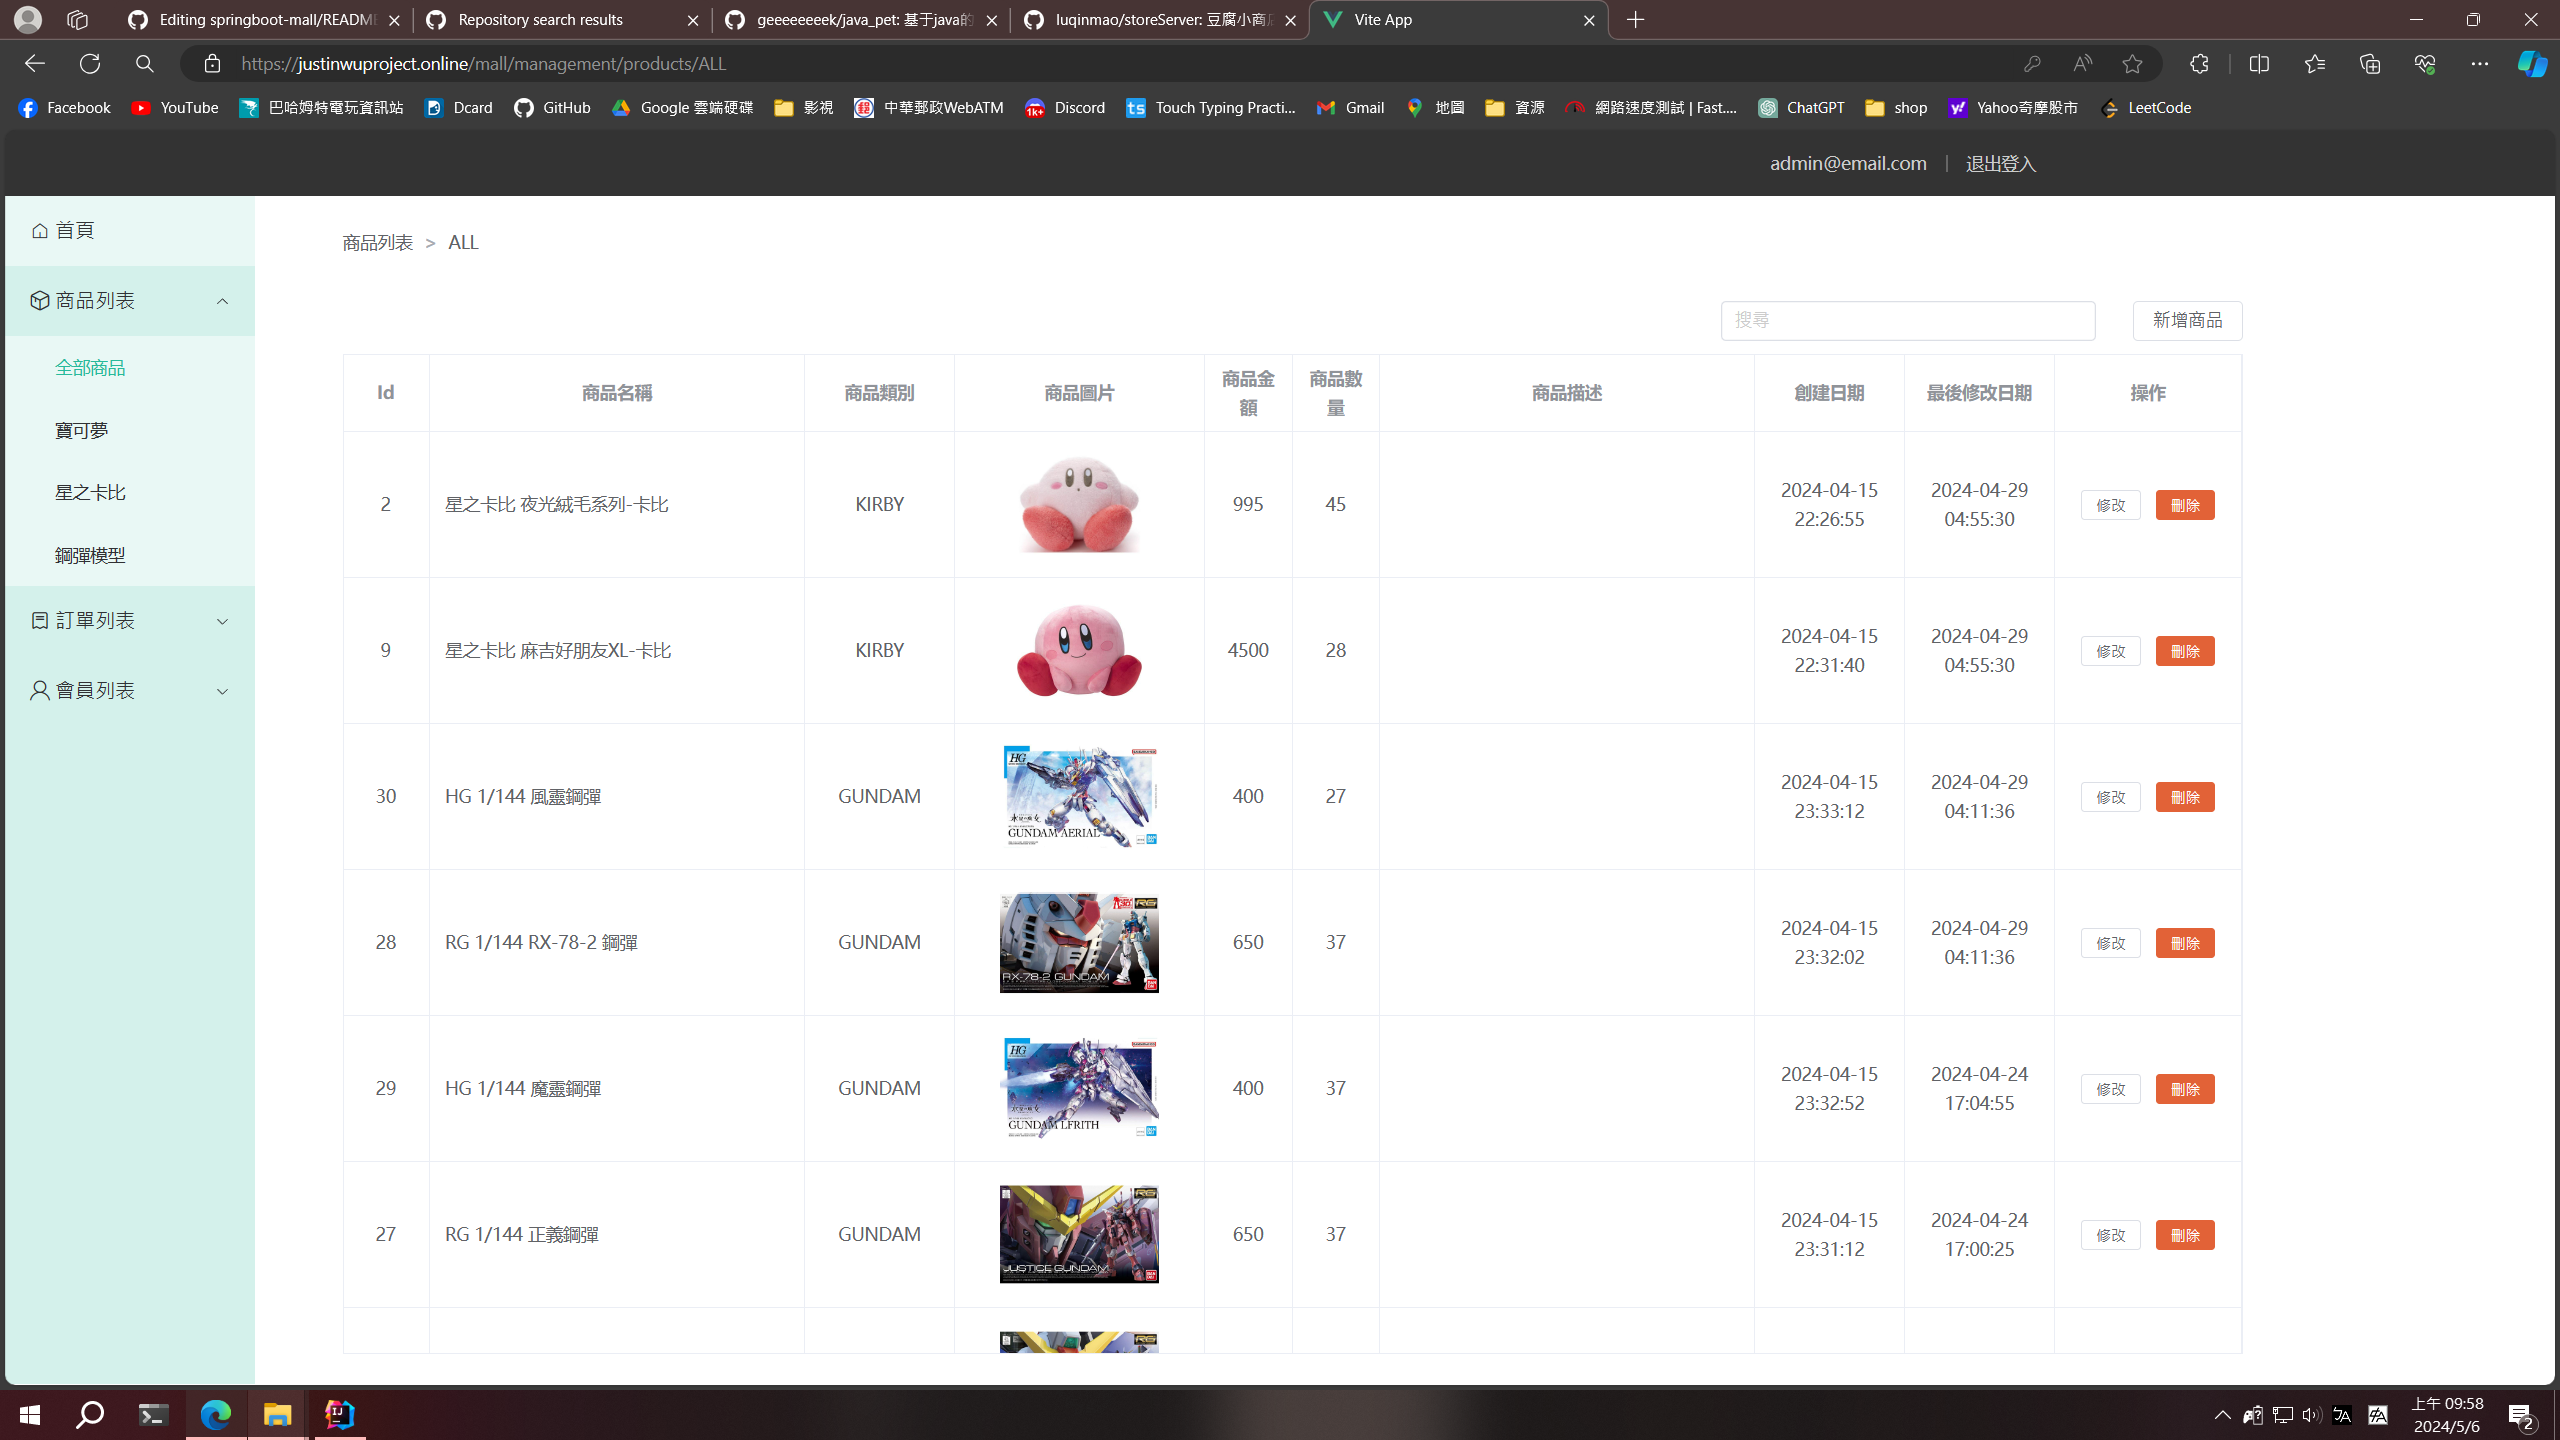 Editing springboot-mall/README
Repository search results
geeeeeeeek/java_pet: 基于java的
luqinmao/storeServer: 豆腐小商店
Vite App
https://justinwuproject.online/mall/management/products/ALL
Facebook
YouTube
巴哈姆特電玩資訊站
Dcard
GitHub
Google 雲端硬碟
影視
中華郵政WebATM
Discord
Touch Typing Practi...
Gmail
地圖
資源
網路速度測試 | Fast....
ChatGPT
shop
Yahoo奇摩股市
LeetCode
admin@email.com | 退出登入
首頁
商品列表
全部商品
寶可夢
星之卡比
鋼彈模型
訂單列表
會員列表
商品列表 > ALL
搜尋
新增商品
Id 商品名稱 商品類別 商品圖片 商品金額 商品數量 商品描述 創建日期 最後修改日期 操作
2 星之卡比 夜光絨毛系列-卡比 KIRBY 995 45 2024-04-15 22:26:55 2024-04-29 04:55:30 修改 刪除
9 星之卡比 麻吉好朋友XL-卡比 KIRBY 4500 28 2024-04-15 22:31:40 2024-04-29 04:55:30 修改 刪除
30 HG 1/144 風靈鋼彈 GUNDAM 400 27 2024-04-15 23:33:12 2024-04-29 04:11:36 修改 刪除
HG
GUNDAM AERIAL
28 RG 1/144 RX-78-2 鋼彈 GUNDAM 650 37 2024-04-15 23:32:02 2024-04-29 04:11:36 修改 刪除
RG
RX-78-2 GUNDAM
29 HG 1/144 魔靈鋼彈 GUNDAM 400 37 2024-04-15 23:32:52 2024-04-24 17:04:55 修改 刪除
HG
GUNDAM LFRITH
27 RG 1/144 正義鋼彈 GUNDAM 650 37 2024-04-15 23:31:12 2024-04-24 17:00:25 修改 刪除
RG
JUSTICE GUNDAM
RG
上午 09:58
2024/5/6
2